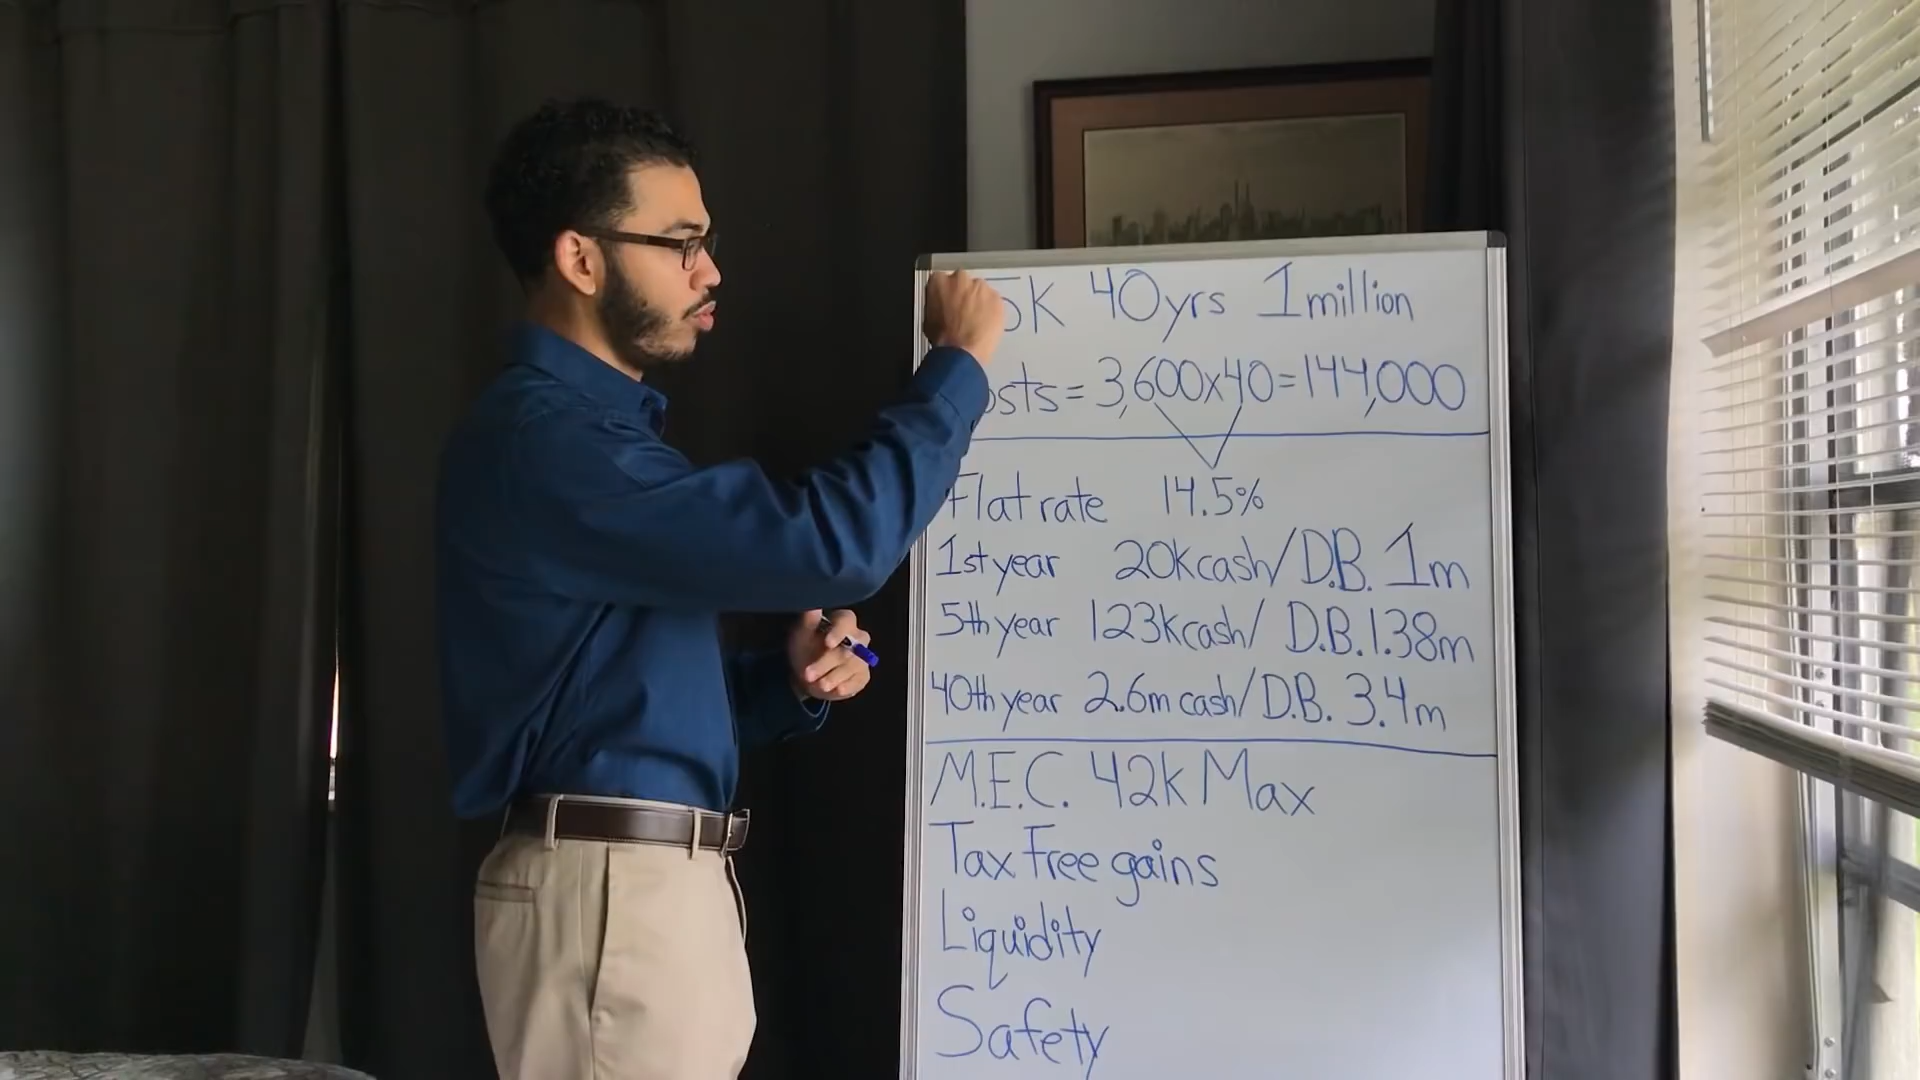 5K 40yrs 1million
osts = 3,600x40=144,000
Flat rate 14.5%
1st year 20k cash/D.B. 1m
5th year 123k cash/ D.B. 1.38m
40th year 2.6m cash/D.B. 3.4m
M.E.C. 42k Max
Tax Free gains
Liquidity
Safety